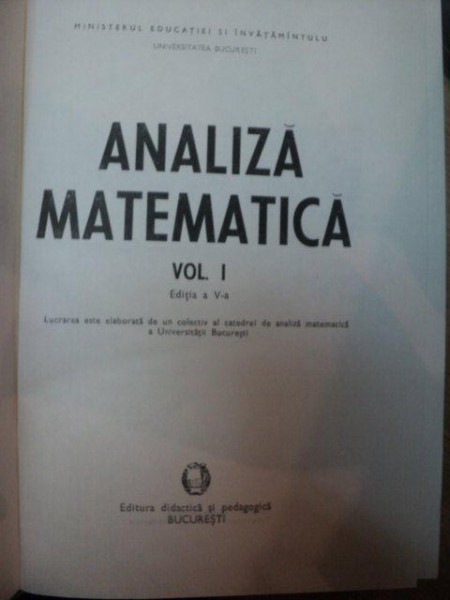 MINISTERUL EDUCAȚIEI ȘI ÎNVĂȚĂMÎNTULUI
UNIVERSITATEA BUCUREȘTI
ANALIZĂ
MATEMATICĂ
VOL. I
Ediția a V-a
Lucrarea este elaborată de un colectiv al catedrei de analiză matematică
a Universității București
Editura didactică și pedagogică
BUCUREȘTI